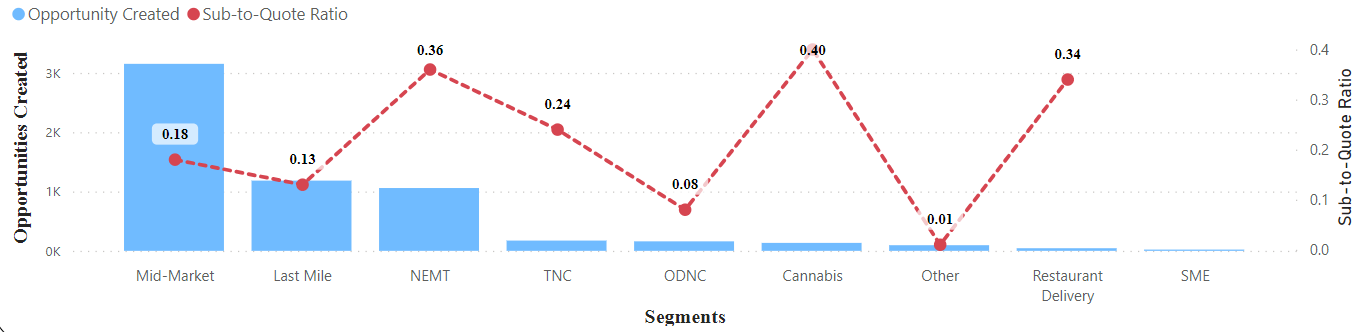 Opportunity Created Sub-to-Quote Ratio
Opportunities Created
3K
2K
1K
0K
0.18
0.13
0.36
0.24
0.08
0.40
0.01
0.34
0.4
0.3
0.2
0.1
0.0
Sub-to-Quote Ratio
Mid-Market
Last Mile
NEMT
TNC
ODNC
Cannabis
Other
Restaurant
Delivery
SME
Segments